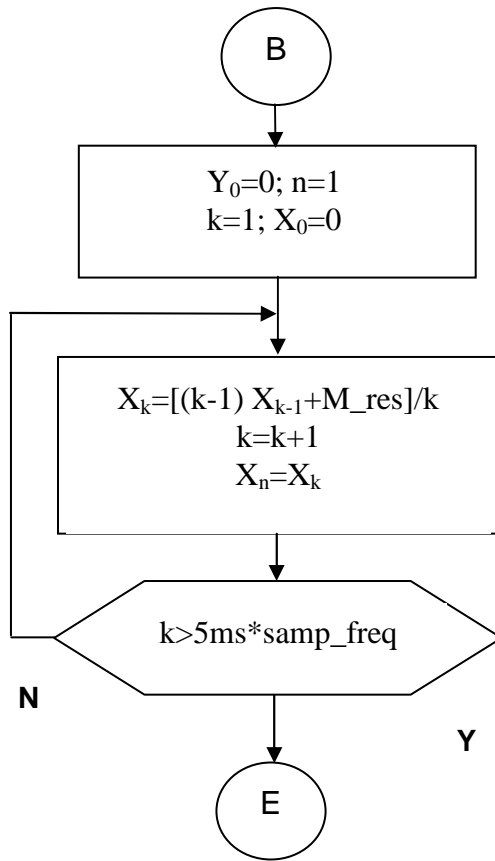 B
Y₀=0; n=1
k=1; X₀=0
Xₖ=[(k-1) Xₖ₋₁+M_res]/k
k=k+1
Xₙ=Xₖ
k>5ms*samp_freq
N
Y
E